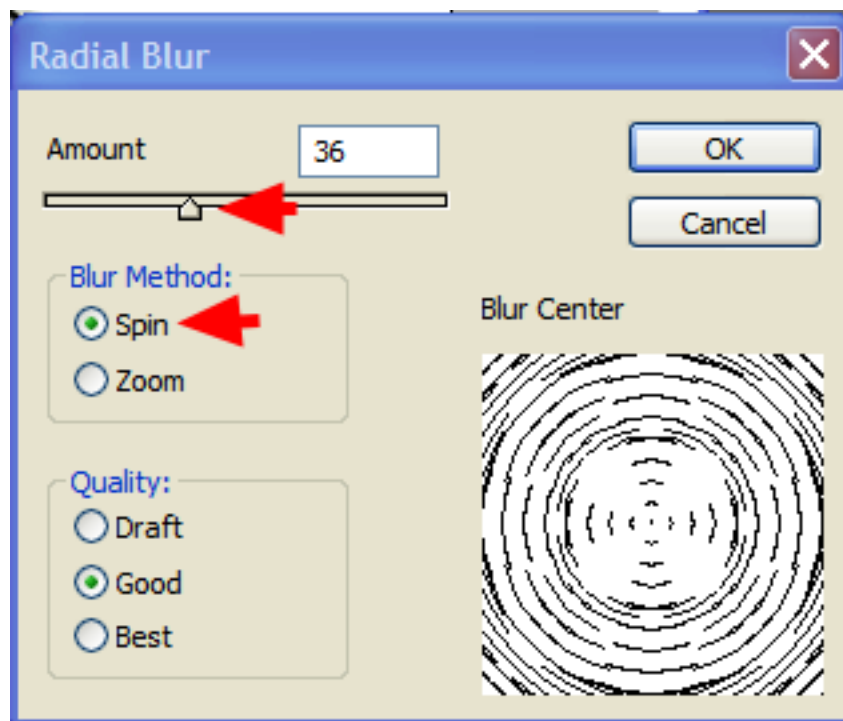 Radial Blur
Amount
36
OK
Cancel
Blur Method:
Spin
Zoom
Blur Center
Quality:
Draft
Good
Best